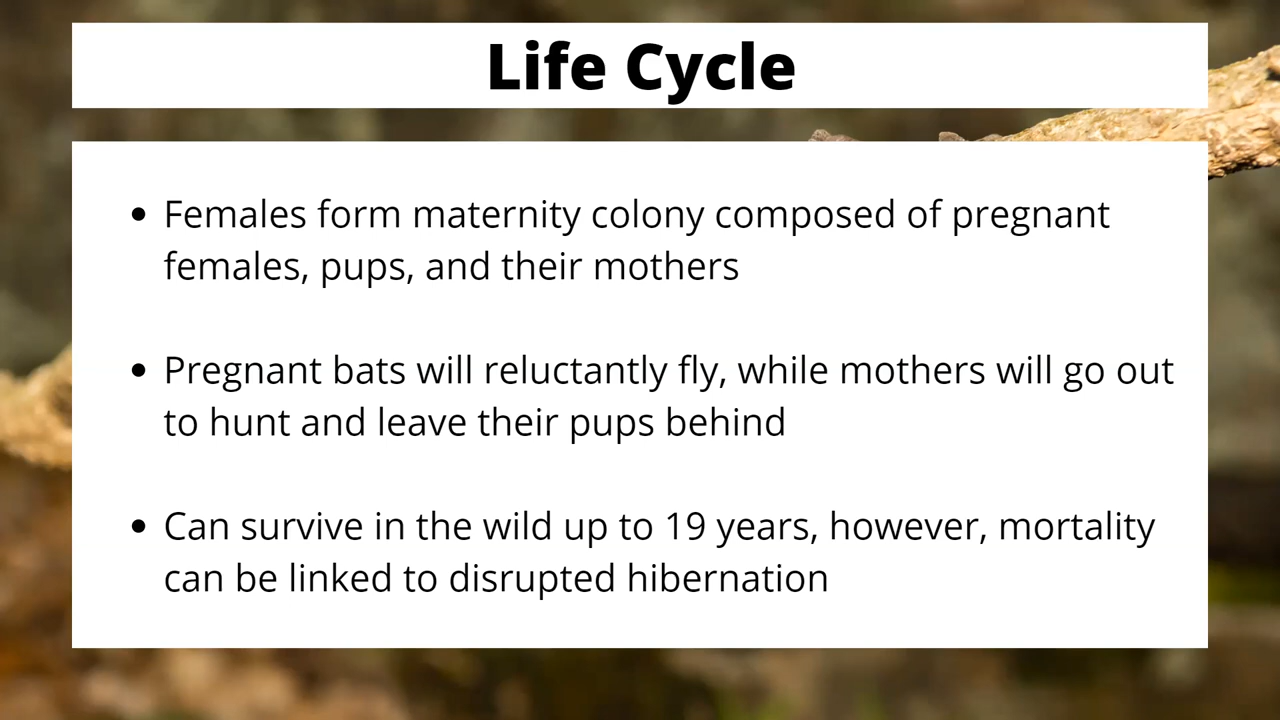 Life Cycle
• Females form maternity colony composed of pregnant
females, pups, and their mothers
• Pregnant bats will reluctantly fly, while mothers will go out
to hunt and leave their pups behind
• Can survive in the wild up to 19 years, however, mortality
can be linked to disrupted hibernation